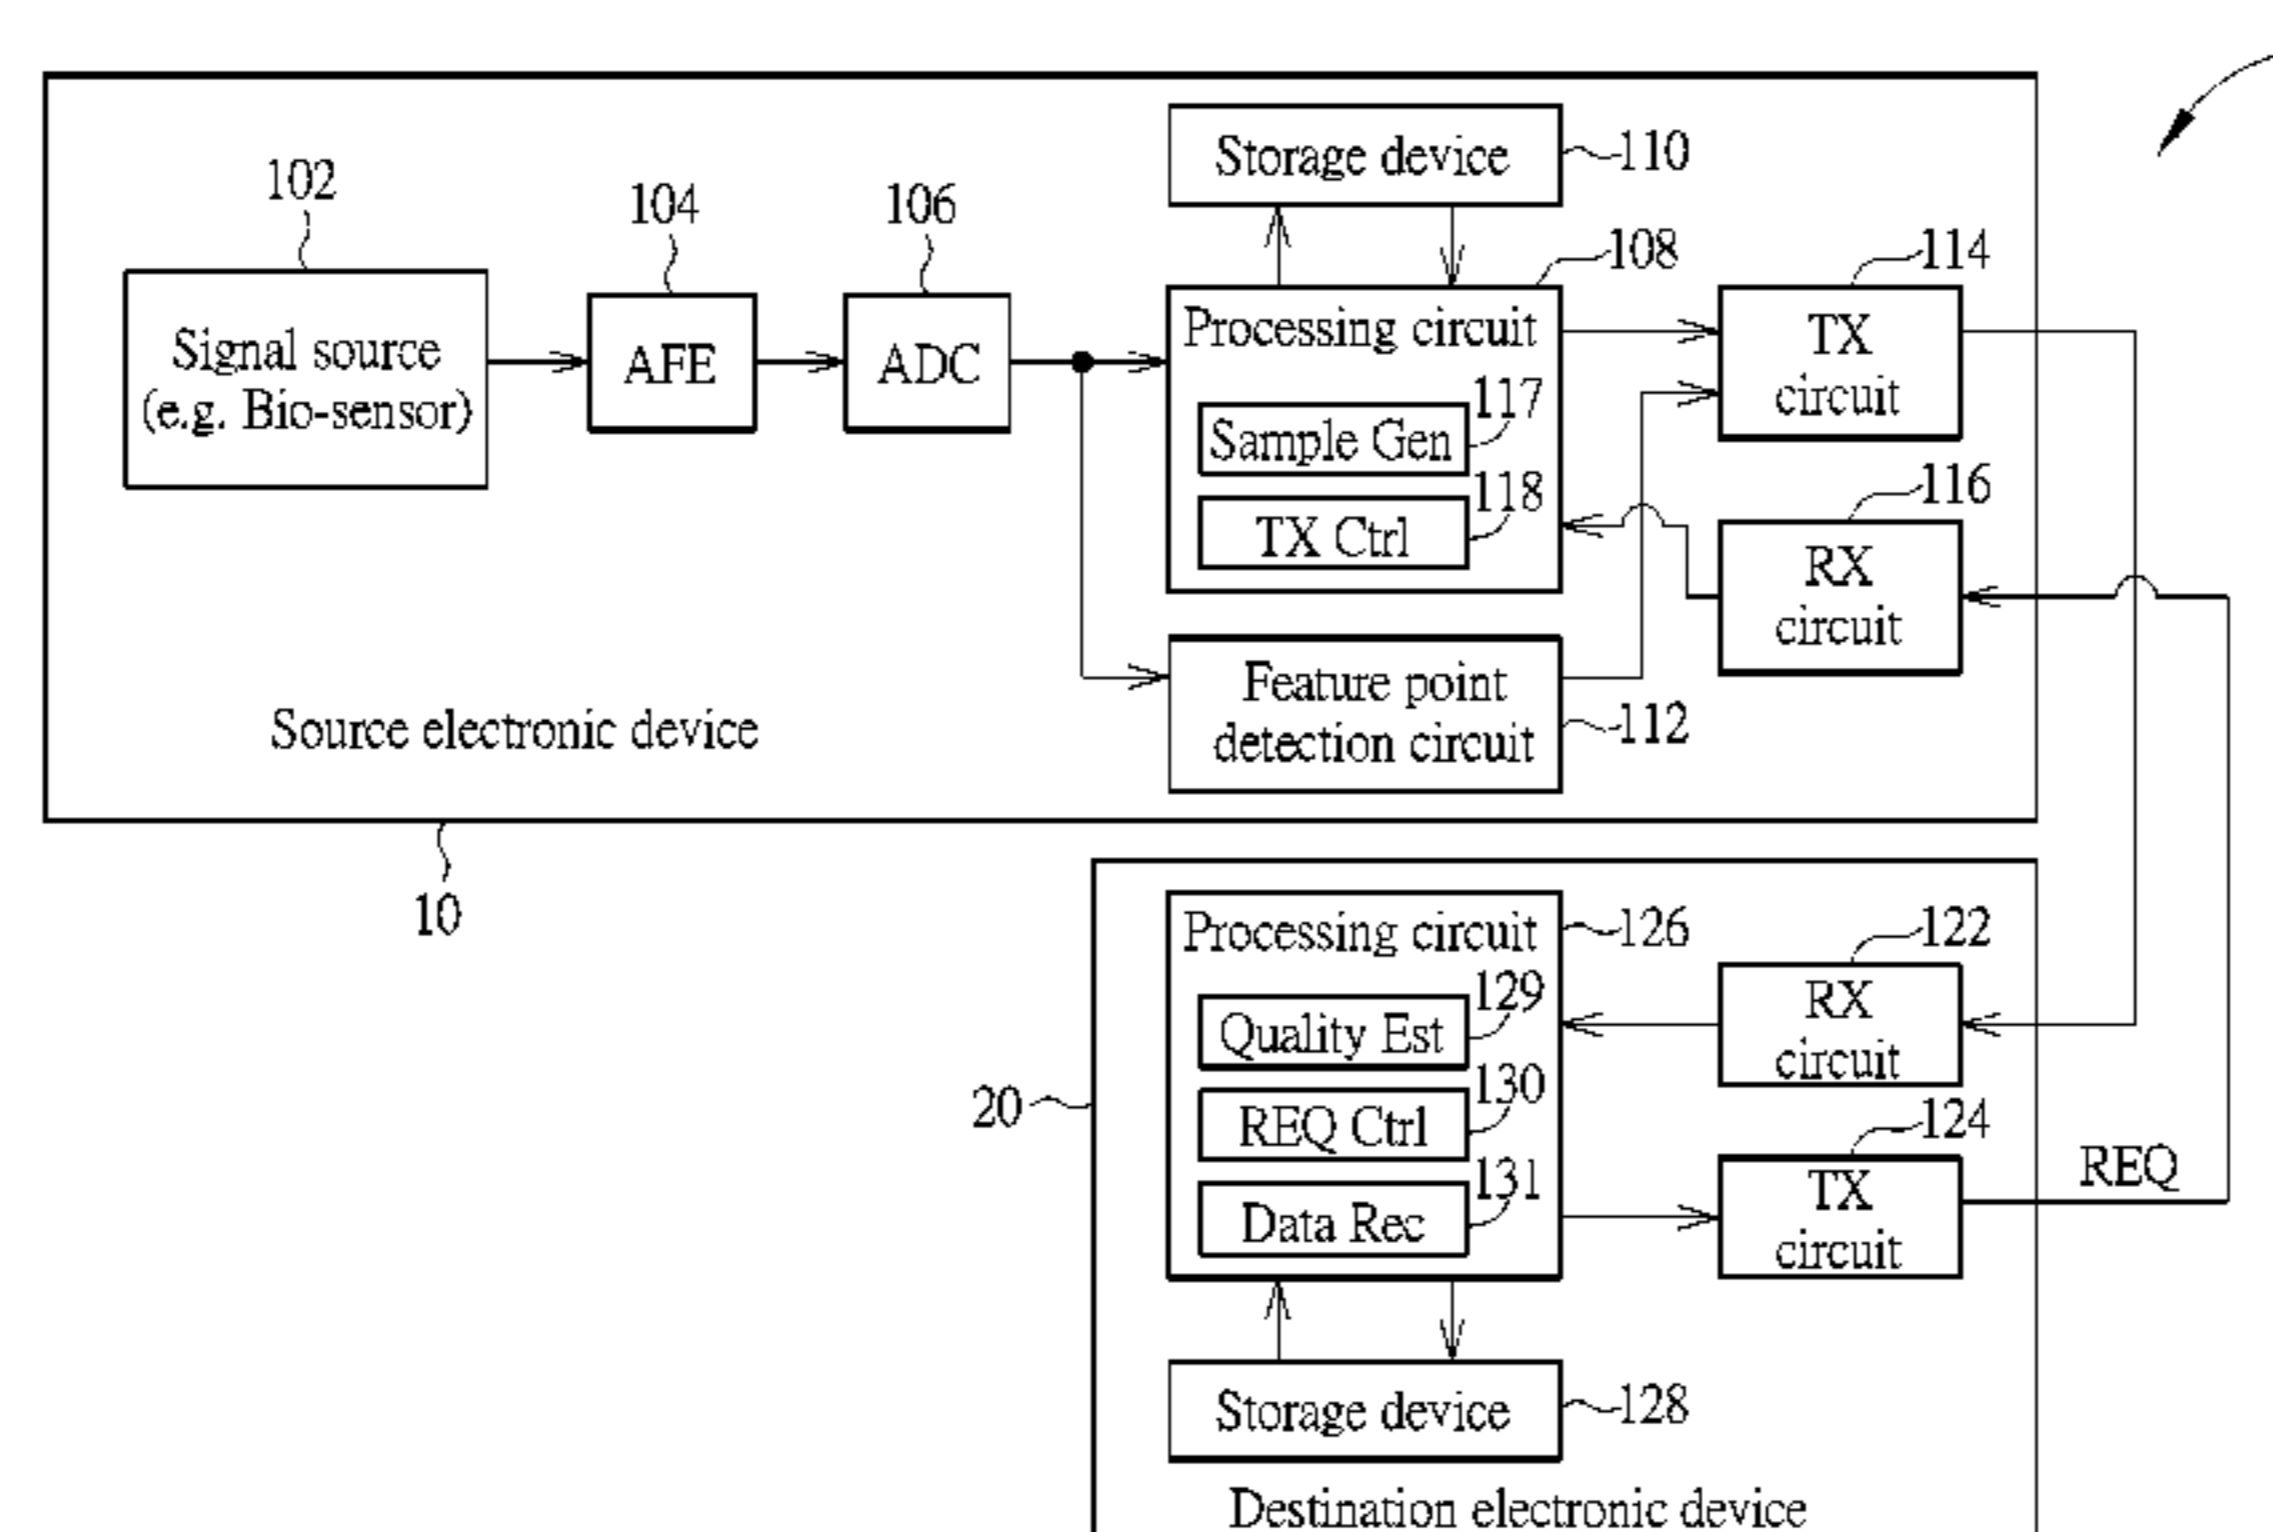 Storage device
110
102
104
106
108
114
Signal source
(e.g. Bio-sensor)
AFE
ADC
Processing circuit
TX
circuit
117
Sample Gen
118
TX Ctrl
116
RX
circuit
Feature point
detection circuit
112
Source electronic device
10
Processing circuit
126
122
129
Quality Est
RX
circuit
130
REQ Ctrl
20
124
131
Data Rec
TX
circuit
REQ
Storage device
128
Destination electronic device